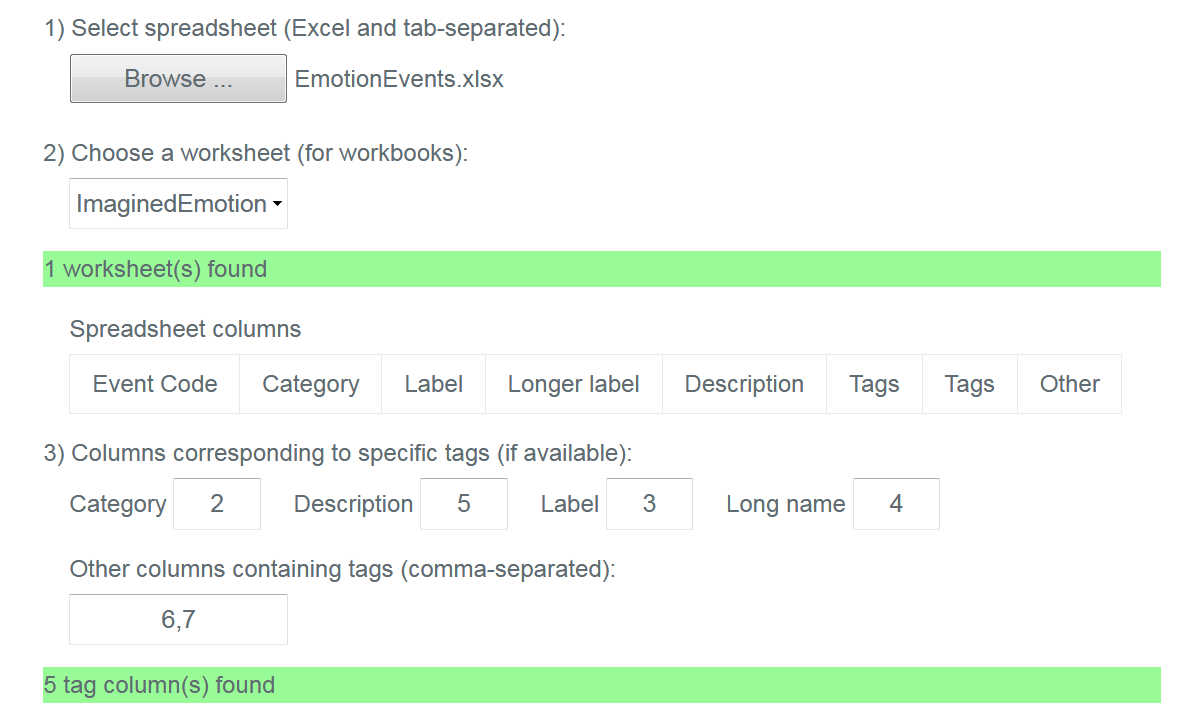 1) Select spreadsheet (Excel and tab-separated):
Browse ... EmotionEvents.xlsx
2) Choose a worksheet (for workbooks):
ImaginedEmotion
1 worksheet(s) found
Spreadsheet columns
Event Code Category Label Longer label Description Tags Tags Other
3) Columns corresponding to specific tags (if available):
Category 2 Description 5 Label 3 Long name 4
Other columns containing tags (comma-separated):
6,7
5 tag column(s) found